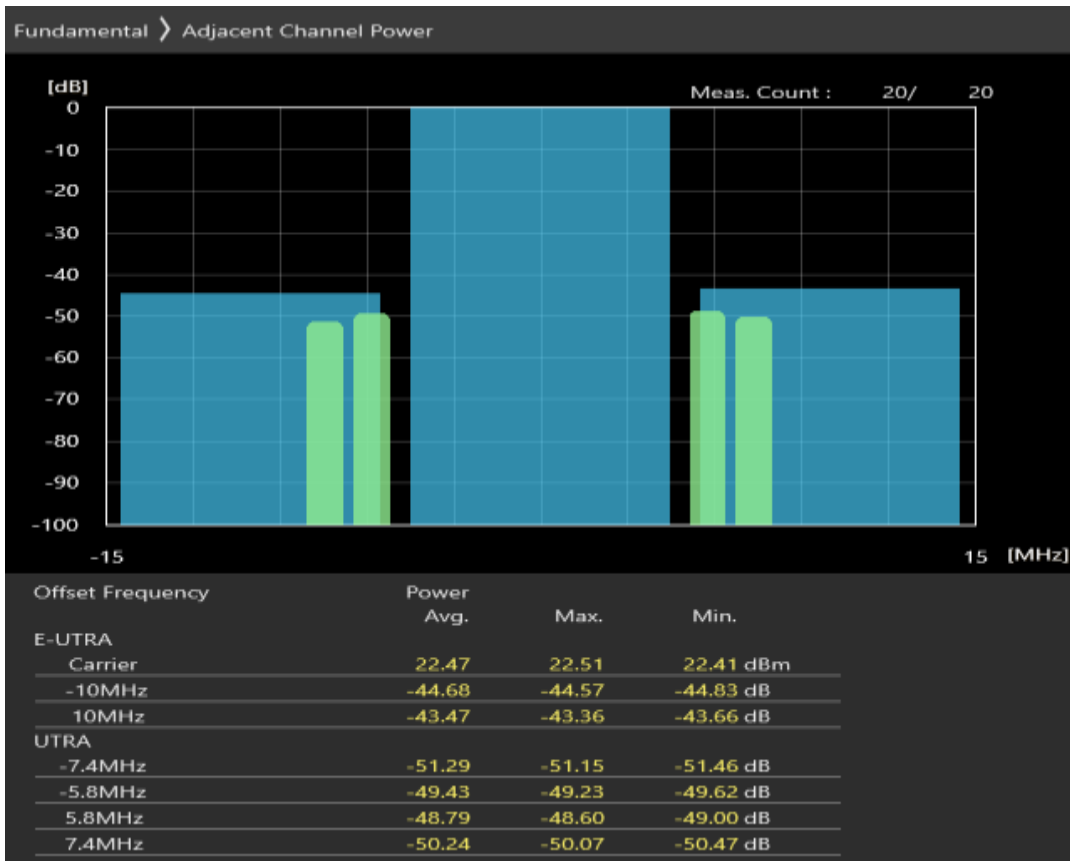 Fundamental 〉 Adjacent Channel Power
[dB]
Meas. Count : 20/ 20
0
-10
-20
-30
-40
-50
-60
-70
-80
-90
-100
-15 15 [MHz]
Offset Frequency Power
Avg. Max. Min.
E-UTRA
Carrier 22.47 22.51 22.41 dBm
-10MHz -44.68 -44.57 -44.83 dB
10MHz -43.47 -43.36 -43.66 dB
UTRA
-7.4MHz -51.29 -51.15 -51.46 dB
-5.8MHz -49.43 -49.23 -49.62 dB
5.8MHz -48.79 -48.60 -49.00 dB
7.4MHz -50.24 -50.07 -50.47 dB